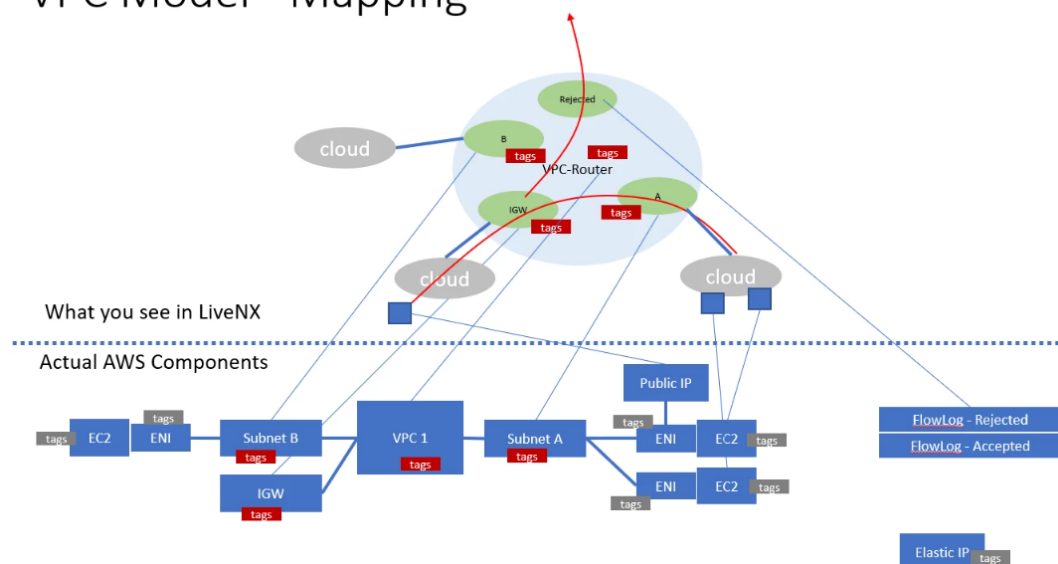 VPC Model - Mapping
Rejected
cloud
B
tags
tags
VPC-Router
A
IGW
tags
tags
cloud
cloud
What you see in LiveNX
Actual AWS Components
Public IP
tags
tags
FlowLog - Rejected
tags
EC2
ENI
Subnet B
VPC 1
Subnet A
ENI
EC2
tags
FlowLog - Accepted
tags
tags
tags
IGW
ENI
EC2
tags
tags
tags
Elastic IP
tags